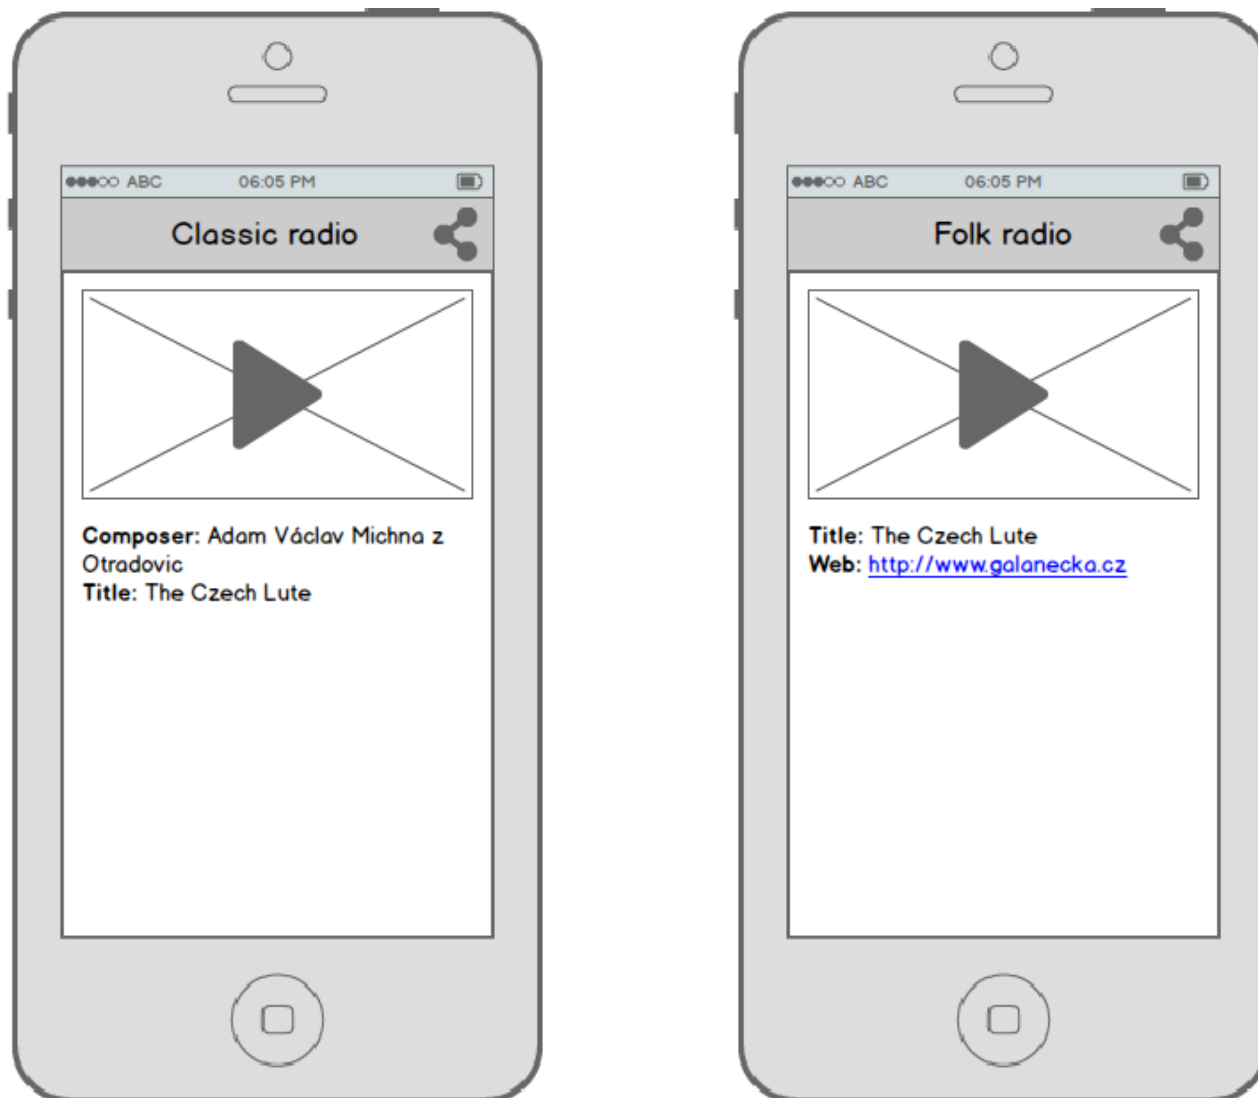 ABC 06:05 PM
Classic radio
Composer: Adam Václav Michna z
Otradovic
Title: The Czech Lute
ABC 06:05 PM
Folk radio
Title: The Czech Lute
Web: http://www.galanecka.cz